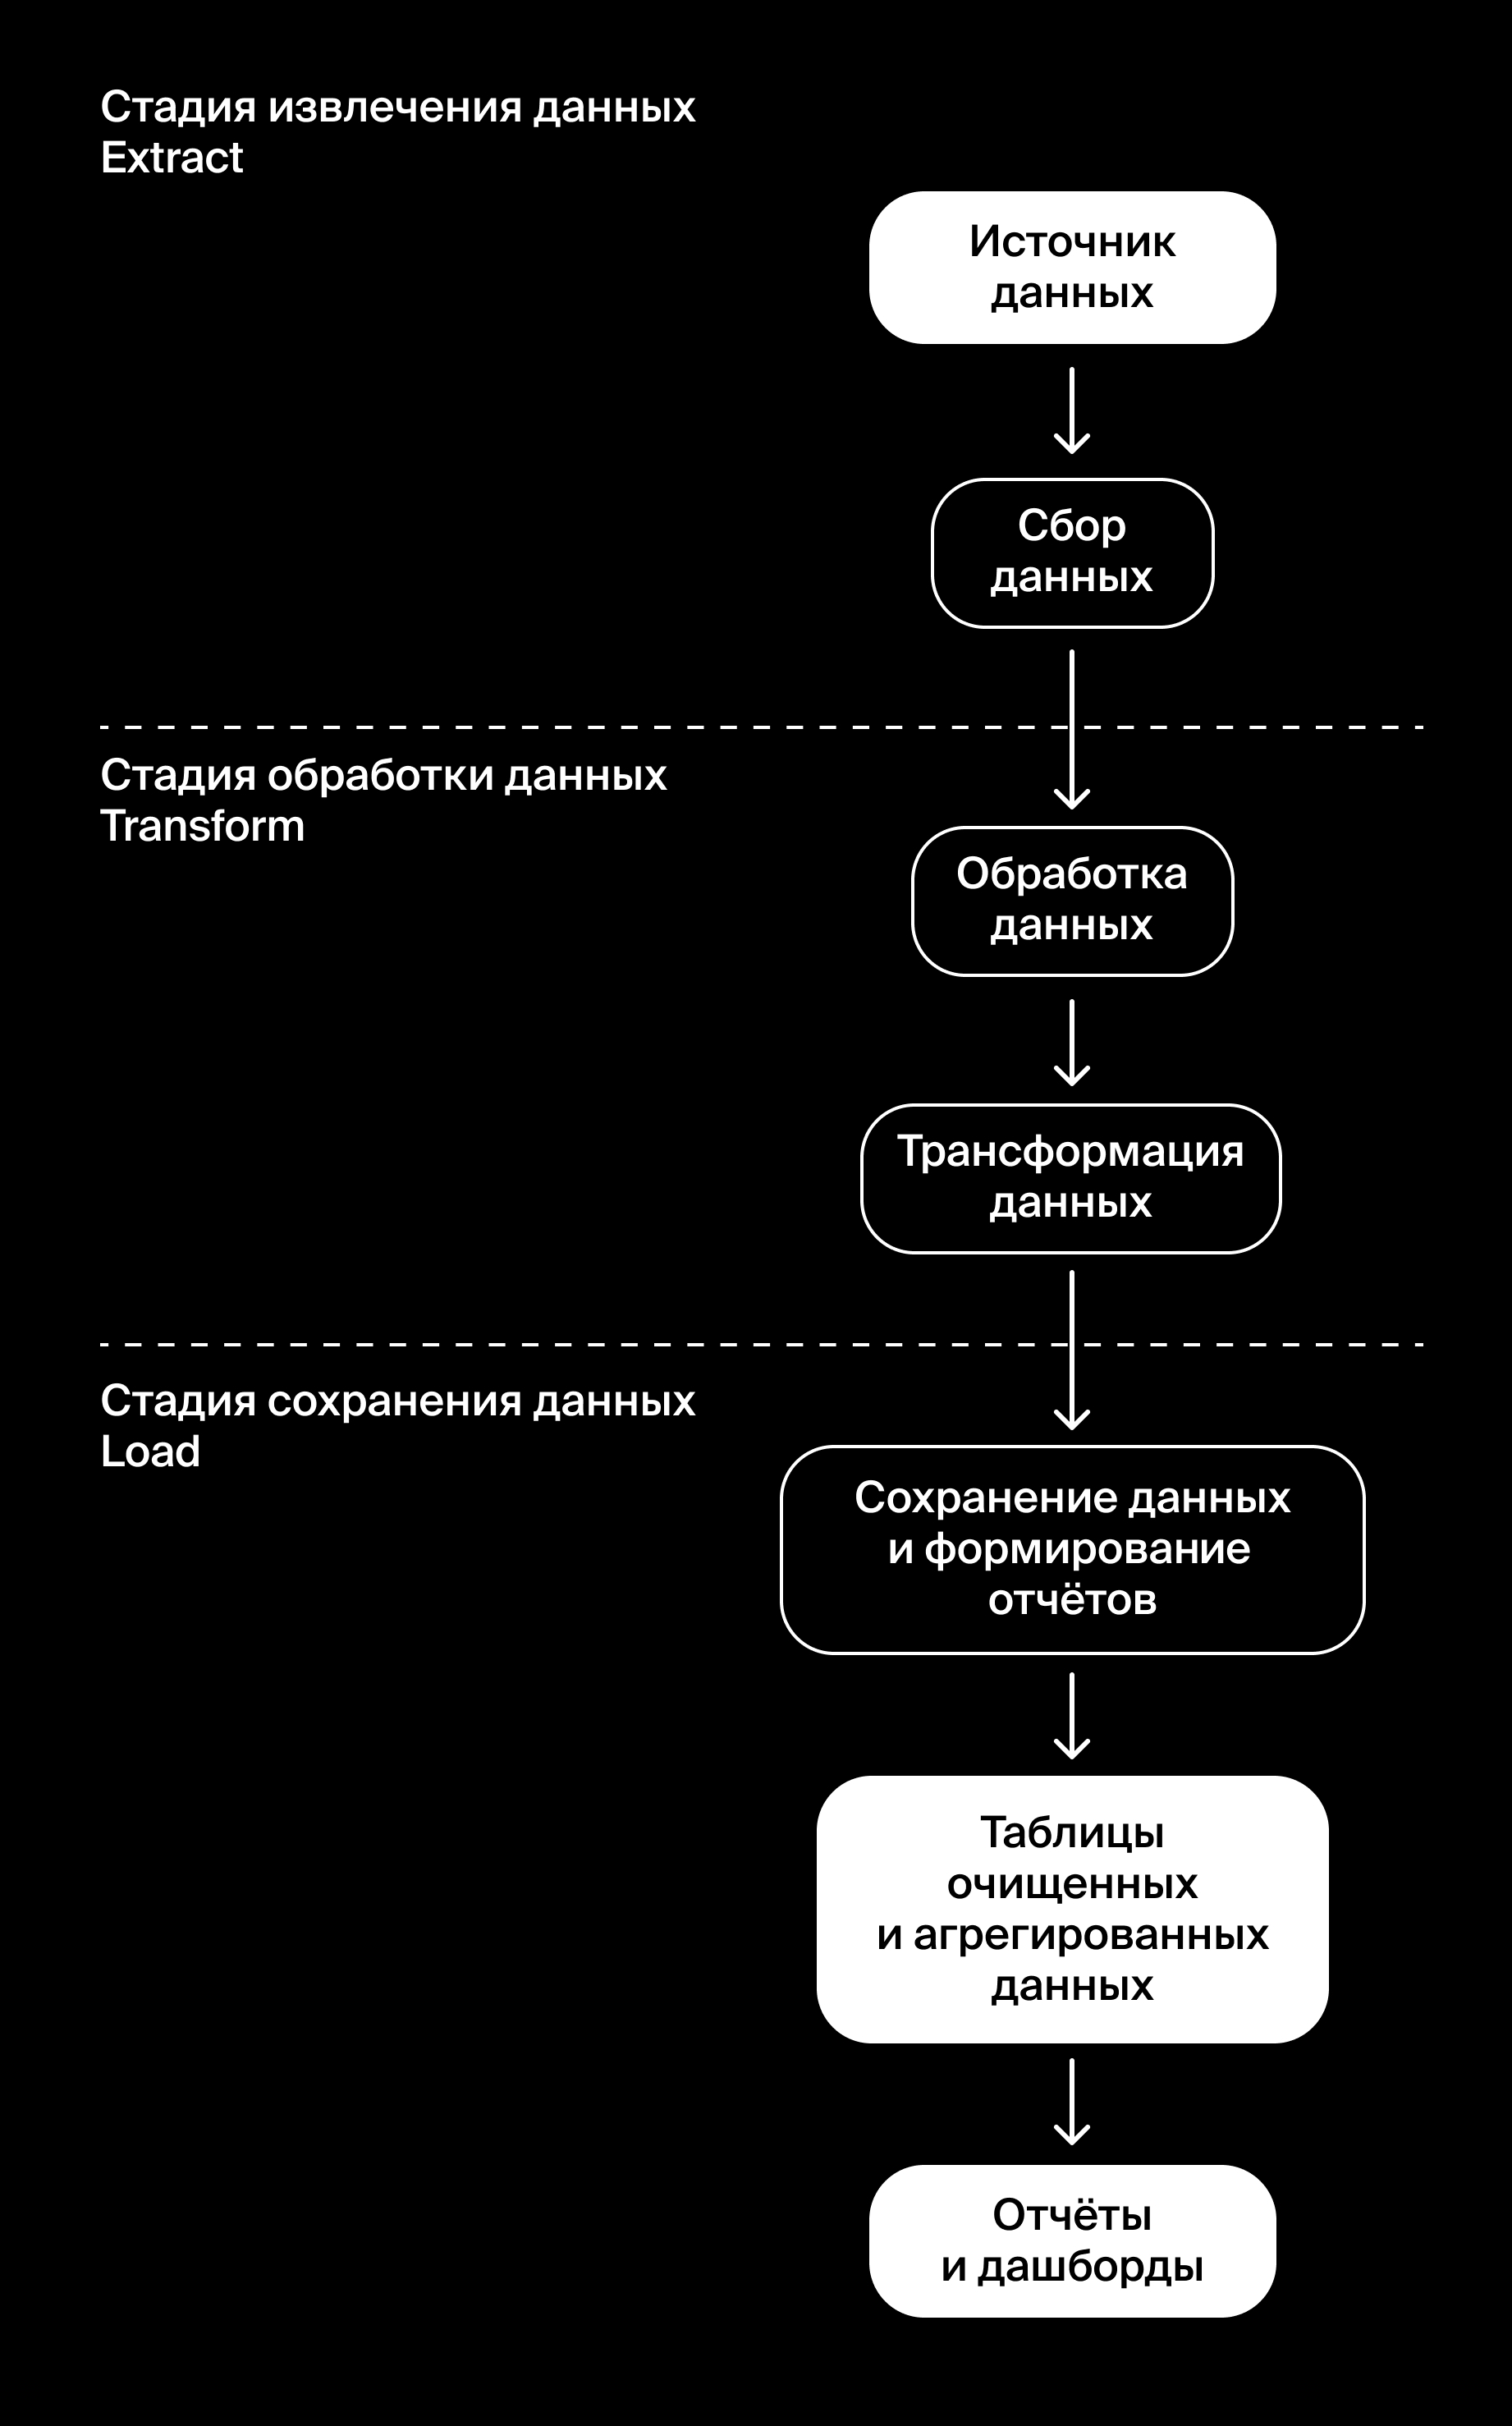 Стадия извлечения данных
Extract
Источник
данных
Сбор
данных
Стадия обработки данных
Transform
Обработка
данных
Трансформация
данных
Стадия сохранения данных
Load
Сохранение данных
и формирование
отчётов
Таблицы
очищенных
и агрегированных
данных
Отчёты
и дашборды